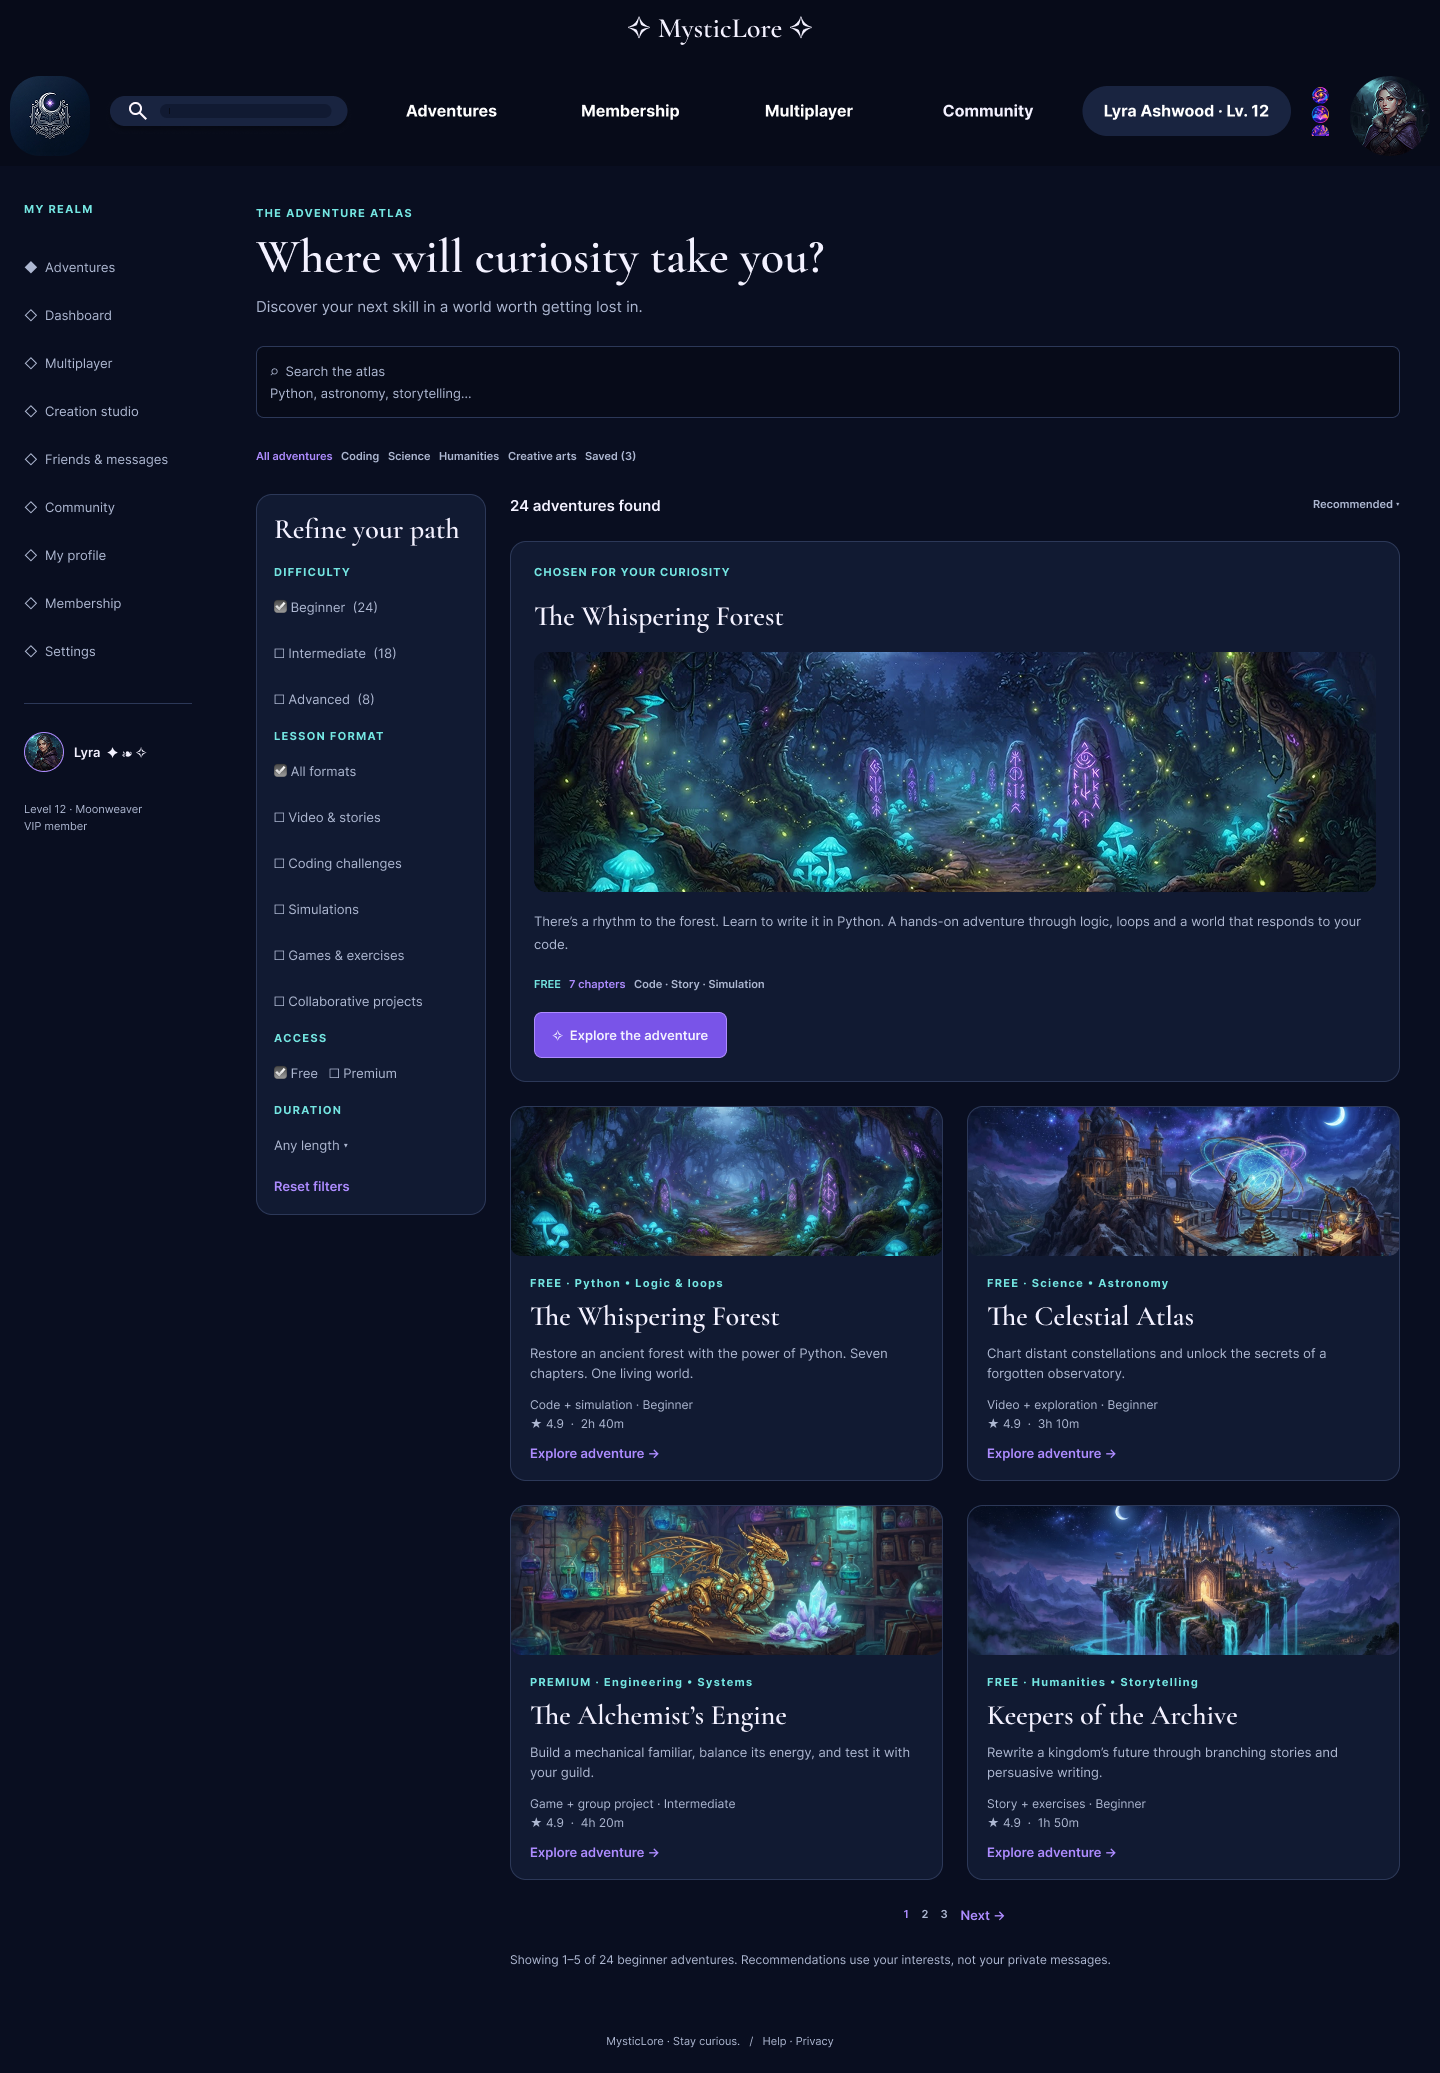 ✧ MysticLore ✧
Adventures
Membership
Multiplayer
Community
Lyra Ashwood · Lv. 12
MY REALM
◆ Adventures
◇ Dashboard
◇ Multiplayer
◇ Creation studio
◇ Friends & messages
◇ Community
◇ My profile
◇ Membership
◇ Settings
Lyra ✦ ❧ ✧
Level 12 · Moonweaver
VIP member
THE ADVENTURE ATLAS
Where will curiosity take you?
Discover your next skill in a world worth getting lost in.
⌕ Search the atlas
Python, astronomy, storytelling...
All adventures Coding Science Humanities Creative arts Saved (3)
Refine your path
DIFFICULTY
☑ Beginner (24)
☐ Intermediate (18)
☐ Advanced (8)
LESSON FORMAT
☑ All formats
☐ Video & stories
☐ Coding challenges
☐ Simulations
☐ Games & exercises
☐ Collaborative projects
ACCESS
☑ Free ☐ Premium
DURATION
Any length ▾
Reset filters
24 adventures found
Recommended ▾
CHOSEN FOR YOUR CURIOSITY
The Whispering Forest
There’s a rhythm to the forest. Learn to write it in Python. A hands-on adventure through logic, loops and a world that responds to your
code.
FREE 7 chapters Code · Story · Simulation
✧ Explore the adventure
FREE · Python • Logic & loops
The Whispering Forest
Restore an ancient forest with the power of Python. Seven
chapters. One living world.
Code + simulation · Beginner
★ 4.9 · 2h 40m
Explore adventure →
FREE · Science • Astronomy
The Celestial Atlas
Chart distant constellations and unlock the secrets of a
forgotten observatory.
Video + exploration · Beginner
★ 4.9 · 3h 10m
Explore adventure →
PREMIUM · Engineering • Systems
The Alchemist’s Engine
Build a mechanical familiar, balance its energy, and test it with
your guild.
Game + group project · Intermediate
★ 4.9 · 4h 20m
Explore adventure →
FREE · Humanities • Storytelling
Keepers of the Archive
Rewrite a kingdom’s future through branching stories and
persuasive writing.
Story + exercises · Beginner
★ 4.9 · 1h 50m
Explore adventure →
1 2 3 Next →
Showing 1–5 of 24 beginner adventures. Recommendations use your interests, not your private messages.
MysticLore · Stay curious. / Help · Privacy